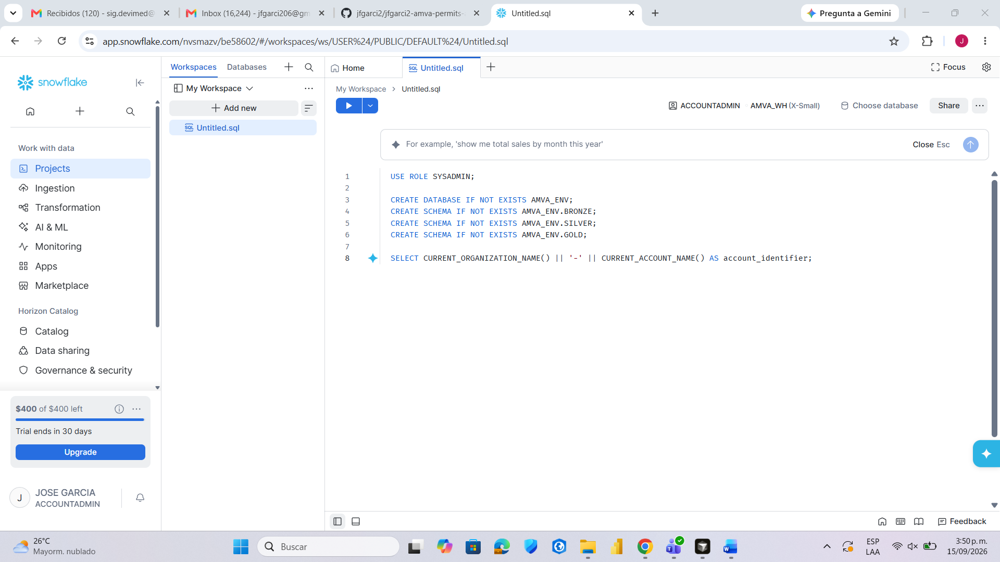 Recibidos (120) - sig.devimed@
Inbox (16,244) - jfgarci206@gm
jfgarci2/jfgarci2-amva-permits-
Untitled.sql
Pregunta a Gemini
app.snowflake.com/nvsmazv/be58602/#/workspaces/ws/USER%24/PUBLIC/DEFAULT%24/Untitled.sql
J
snowflake
Work with data
Projects
Ingestion
Transformation
AI & ML
Monitoring
Apps
Marketplace
Horizon Catalog
Catalog
Data sharing
Governance & security
$400 of $400 left
Trial ends in 30 days
Upgrade
J
JOSE GARCIA
ACCOUNTADMIN
Workspaces
Databases
My Workspace
Add new
SQL Untitled.sql
Home
SQL Untitled.sql
Focus
My Workspace > Untitled.sql
ACCOUNTADMIN
AMVA_WH (X-Small)
Choose database
Share
For example, 'show me total sales by month this year'
Close Esc
1 USE ROLE SYSADMIN;
2
3 CREATE DATABASE IF NOT EXISTS AMVA_ENV;
4 CREATE SCHEMA IF NOT EXISTS AMVA_ENV.BRONZE;
5 CREATE SCHEMA IF NOT EXISTS AMVA_ENV.SILVER;
6 CREATE SCHEMA IF NOT EXISTS AMVA_ENV.GOLD;
7
8 SELECT CURRENT_ORGANIZATION_NAME() || '-' || CURRENT_ACCOUNT_NAME() AS account_identifier;
Feedback
26°C
Mayorm. nublado
Buscar
ESP
LAA
3:50 p. m.
15/09/2026